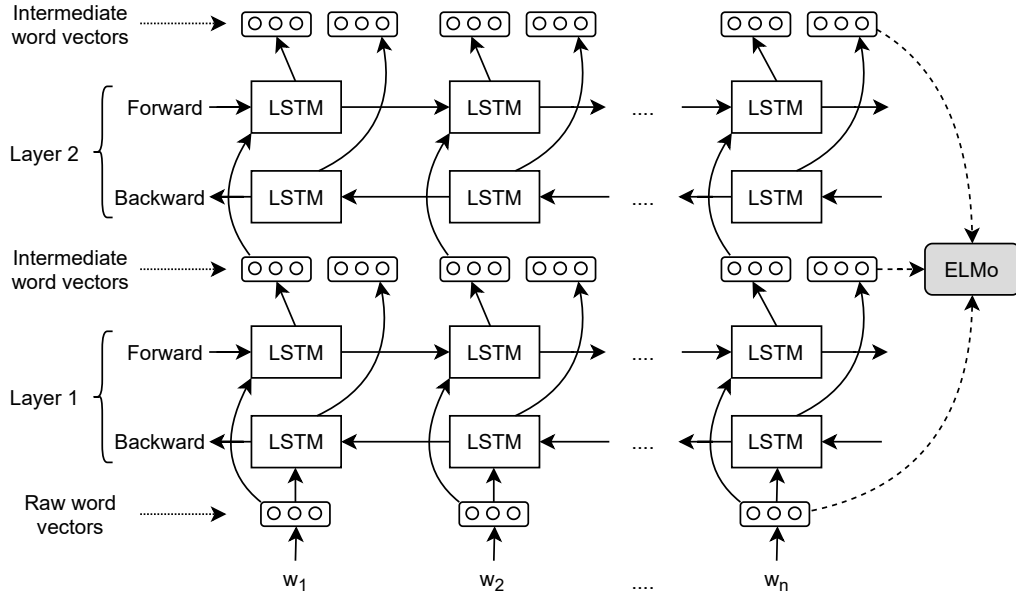 Intermediate
word vectors
Forward LSTM LSTM .... LSTM
Layer 2
Backward LSTM LSTM .... LSTM
Intermediate
word vectors
ELMo
Forward LSTM LSTM .... LSTM
Layer 1
Backward LSTM LSTM .... LSTM
Raw word
vectors
w1 w2 .... wn